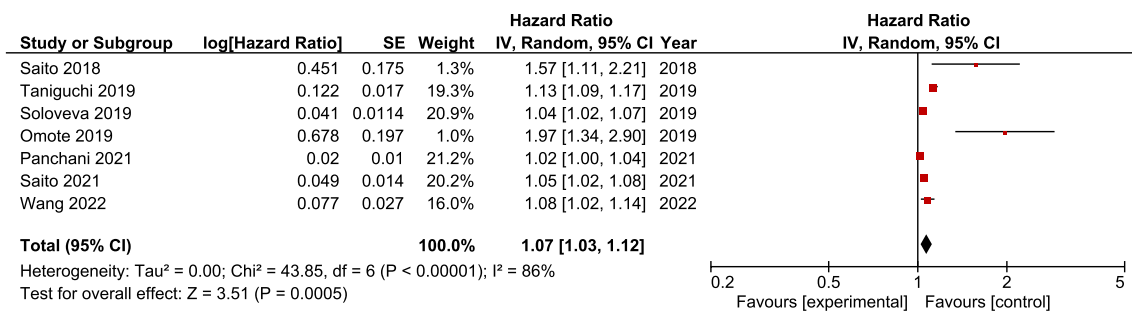 Hazard Ratio Hazard Ratio
Study or Subgroup log[Hazard Ratio] SE Weight IV, Random, 95% CI Year IV, Random, 95% CI
Saito 2018 0.451 0.175 1.3% 1.57 [1.11, 2.21] 2018
Taniguchi 2019 0.122 0.017 19.3% 1.13 [1.09, 1.17] 2019
Soloveva 2019 0.041 0.0114 20.9% 1.04 [1.02, 1.07] 2019
Omote 2019 0.678 0.197 1.0% 1.97 [1.34, 2.90] 2019
Panchani 2021 0.02 0.01 21.2% 1.02 [1.00, 1.04] 2021
Saito 2021 0.049 0.014 20.2% 1.05 [1.02, 1.08] 2021
Wang 2022 0.077 0.027 16.0% 1.08 [1.02, 1.14] 2022
Total (95% CI) 100.0% 1.07 [1.03, 1.12]
Heterogeneity: Tau² = 0.00; Chi² = 43.85, df = 6 (P < 0.00001); I² = 86%
Test for overall effect: Z = 3.51 (P = 0.0005)
0.2 0.5 1 2 5
Favours [experimental] Favours [control]